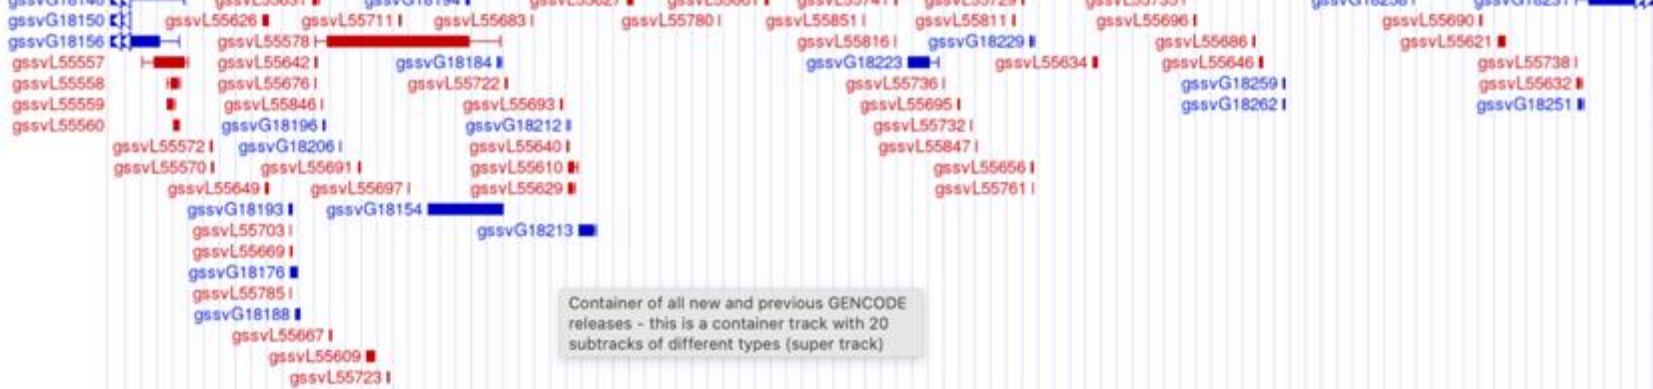 gssvG18150 gssvL55626 gssvL55711 gssvL55683 gssvL55780 gssvL55851 gssvL55811 gssvL55696 gssvL55690
gssvG18156 gssvL55578 gssvL55816 gssvG18229 gssvL55686 gssvL55621
gssvL55557 gssvL55642 gssvG18184 gssvG18223 gssvL55634 gssvL55646 gssvL55738
gssvL55558 gssvL55676 gssvL55722 gssvL55736 gssvG18259 gssvL55632
gssvL55559 gssvL55846 gssvL55693 gssvL55695 gssvG18262 gssvG18251
gssvL55560 gssvG18196 gssvG18212 gssvL55732
gssvL55572 gssvG18206 gssvL55640 gssvL55847
gssvL55570 gssvL55691 gssvL55610 gssvL55656
gssvL55649 gssvL55697 gssvL55629 gssvL55761
gssvG18193 gssvG18154
gssvL55703 gssvG18213
gssvL55669
gssvG18176
gssvL55785
gssvG18188
gssvL55667
gssvL55609
gssvL55723
Container of all new and previous GENCODE
releases - this is a container track with 20
subtracks of different types (super track)